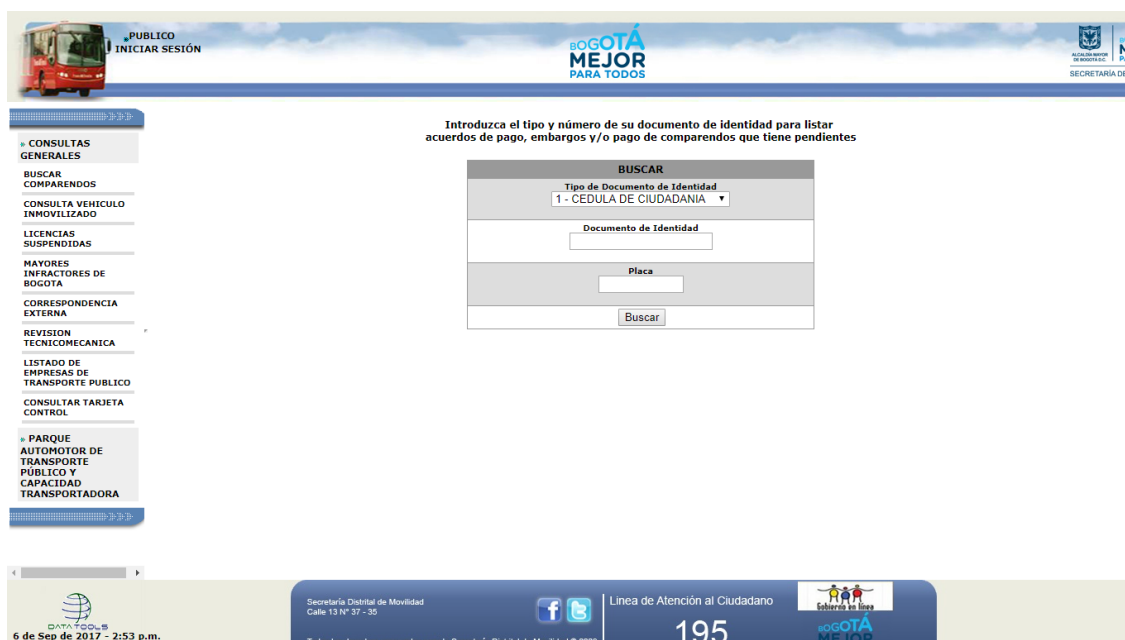 PUBLICO
INICIAR SESIÓN
BOGOTÁ
MEJOR
PARA TODOS
ALCALDÍA MAYOR
DE BOGOTÁ D.C.
SECRETARÍA DE
CONSULTAS
GENERALES
BUSCAR
COMPARENDOS
CONSULTA VEHICULO
INMOVILIZADO
LICENCIAS
SUSPENDIDAS
MAYORES
INFRACTORES DE
BOGOTA
CORRESPONDENCIA
EXTERNA
REVISION
TECNICOMECANICA
LISTADO DE
EMPRESAS DE
TRANSPORTE PUBLICO
CONSULTAR TARJETA
CONTROL
PARQUE
AUTOMOTOR DE
TRANSPORTE
PÚBLICO Y
CAPACIDAD
TRANSPORTADORA
Introduzca el tipo y número de su documento de identidad para listar
acuerdos de pago, embargos y/o pago de comparendos que tiene pendientes
BUSCAR
Tipo de Documento de Identidad
1 - CEDULA DE CIUDADANIA
Documento de Identidad
Placa
Buscar
DATA TOOLS
6 de Sep de 2017 - 2:53 p.m.
Secretaría Distrital de Movilidad
Calle 13 N° 37 - 35
Linea de Atención al Ciudadano
195
Gobierno en línea
BOGOTÁ
MEJOR